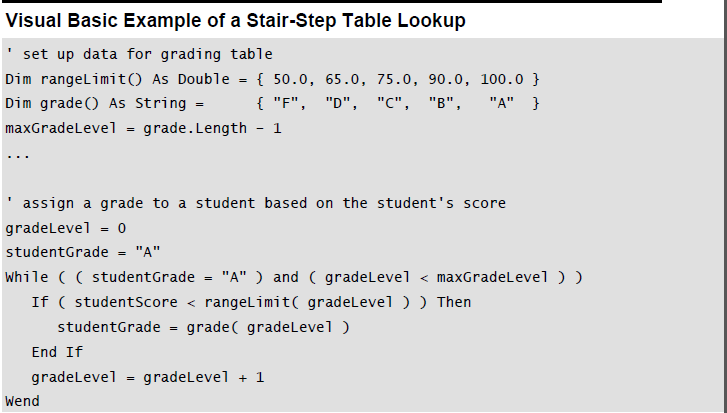 Visual Basic Example of a Stair-Step Table Lookup
' set up data for grading table
Dim rangeLimit() As Double = { 50.0, 65.0, 75.0, 90.0, 100.0 }
Dim grade() As String =      { "F",  "D",  "C",  "B",   "A"  }
maxGradeLevel = grade.Length - 1
...
' assign a grade to a student based on the student's score
gradeLevel = 0
studentGrade = "A"
While ( ( studentGrade = "A" ) and ( gradeLevel < maxGradeLevel ) )
   If ( studentScore < rangeLimit( gradeLevel ) ) Then
      studentGrade = grade( gradeLevel )
   End If
   gradeLevel = gradeLevel + 1
Wend